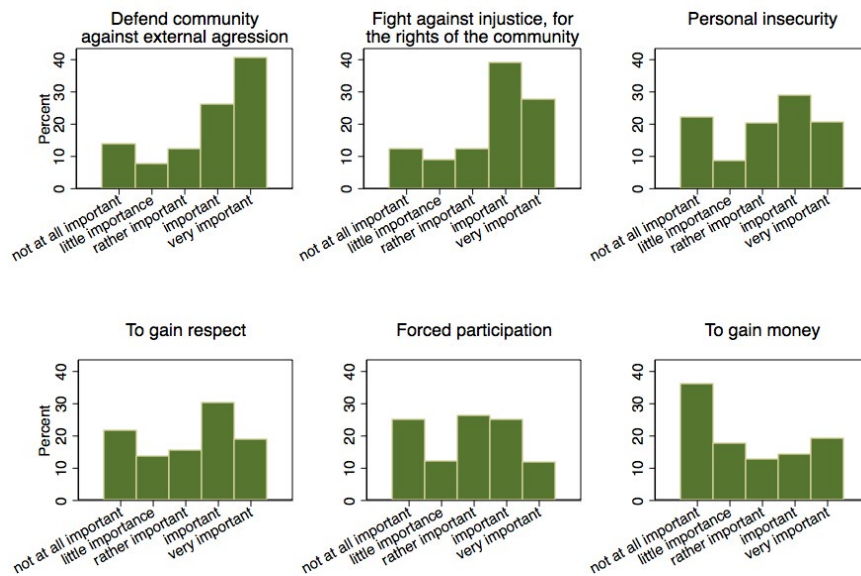 Defend community
against external agression
Fight against injustice, for
the rights of the community
Personal insecurity
Percent
0 10 20 30 40
not at all important
little importance
rather important
important
very important
0 10 20 30 40
not at all important
little importance
rather important
important
very important
0 10 20 30 40
not at all important
little importance
rather important
important
very important
To gain respect
Forced participation
To gain money
Percent
0 10 20 30 40
not at all important
little importance
rather important
important
very important
0 10 20 30 40
not at all important
little importance
rather important
important
very important
0 10 20 30 40
not at all important
little importance
rather important
important
very important